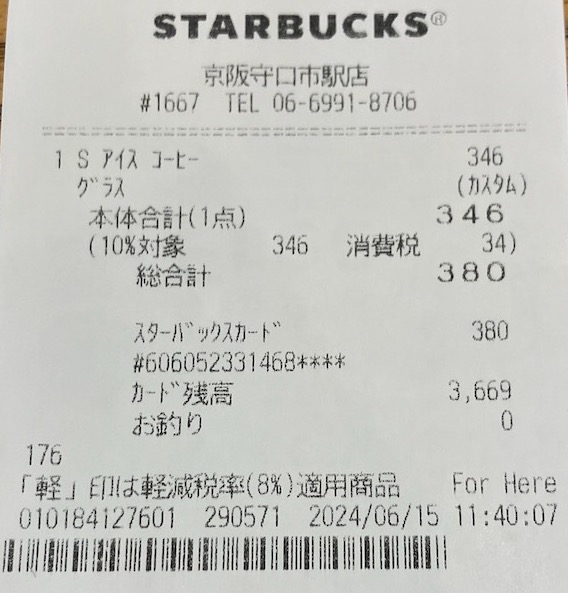 STARBUCKS®
京阪守口市駅店
#1667 TEL 06-6991-8706
1 S アイス コーヒー 346
グラス (カスタム)
本体合計(1点) 346
(10%対象 346 消費税 34)
総合計 380
スターバックスカード 380
#606052331468****
カード残高 3,669
お釣り 0
176
「軽」印は軽減税率(8%)適用商品 For Here
010184127601 290571 2024/06/15 11:40:07